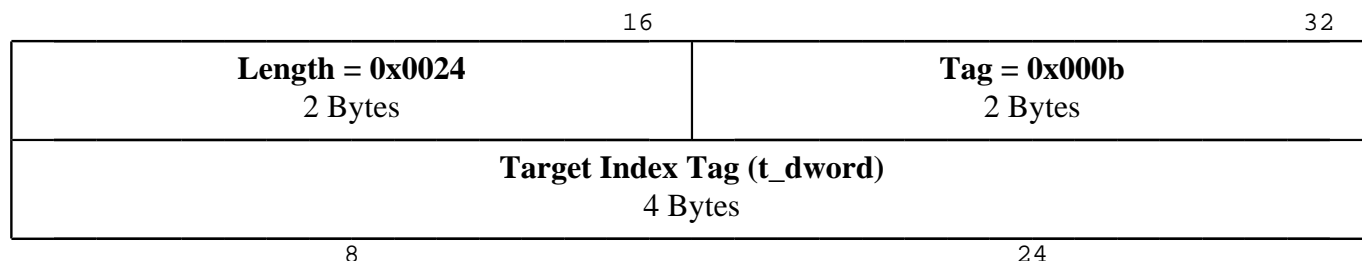 16 32
Length = 0x0024 Tag = 0x000b
2 Bytes 2 Bytes
Target Index Tag (t_dword)
4 Bytes
8 24